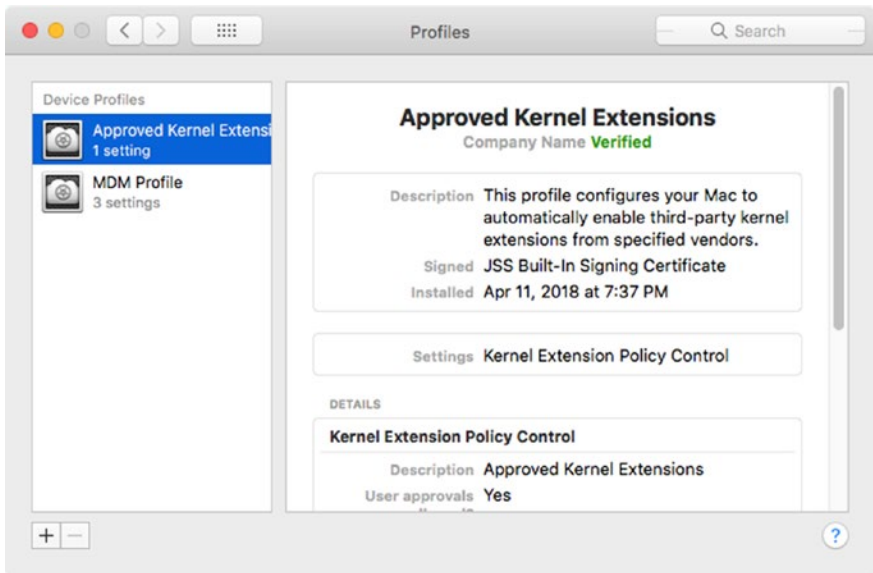 Profiles
Search
Device Profiles
Approved Kernel Extensi
1 setting
MDM Profile
3 settings
Approved Kernel Extensions
Company Name Verified
Description This profile configures your Mac to
automatically enable third-party kernel
extensions from specified vendors.
Signed JSS Built-In Signing Certificate
Installed Apr 11, 2018 at 7:37 PM
Settings Kernel Extension Policy Control
DETAILS
Kernel Extension Policy Control
Description Approved Kernel Extensions
User approvals Yes
?